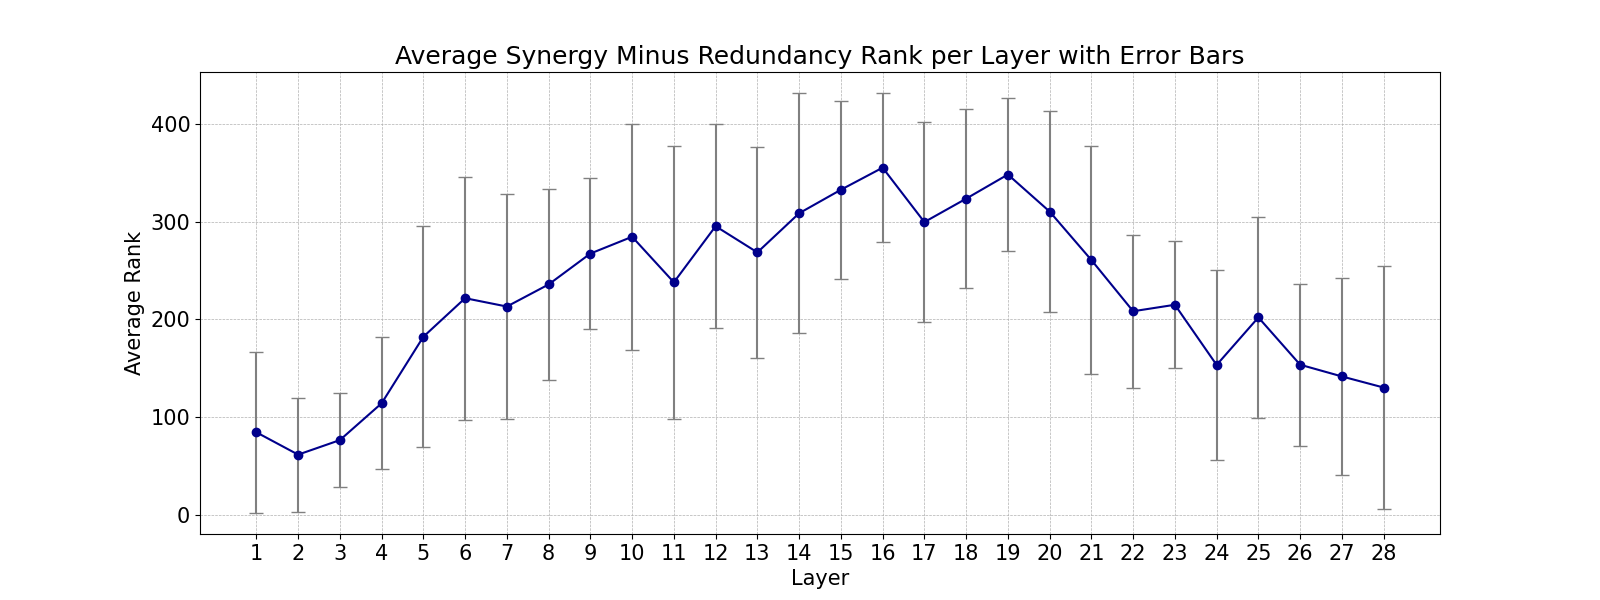 Average Synergy Minus Redundancy Rank per Layer with Error Bars
Average Rank
400
300
200
100
0
1 2 3 4 5 6 7 8 9 10 11 12 13 14 15 16 17 18 19 20 21 22 23 24 25 26 27 28
Layer